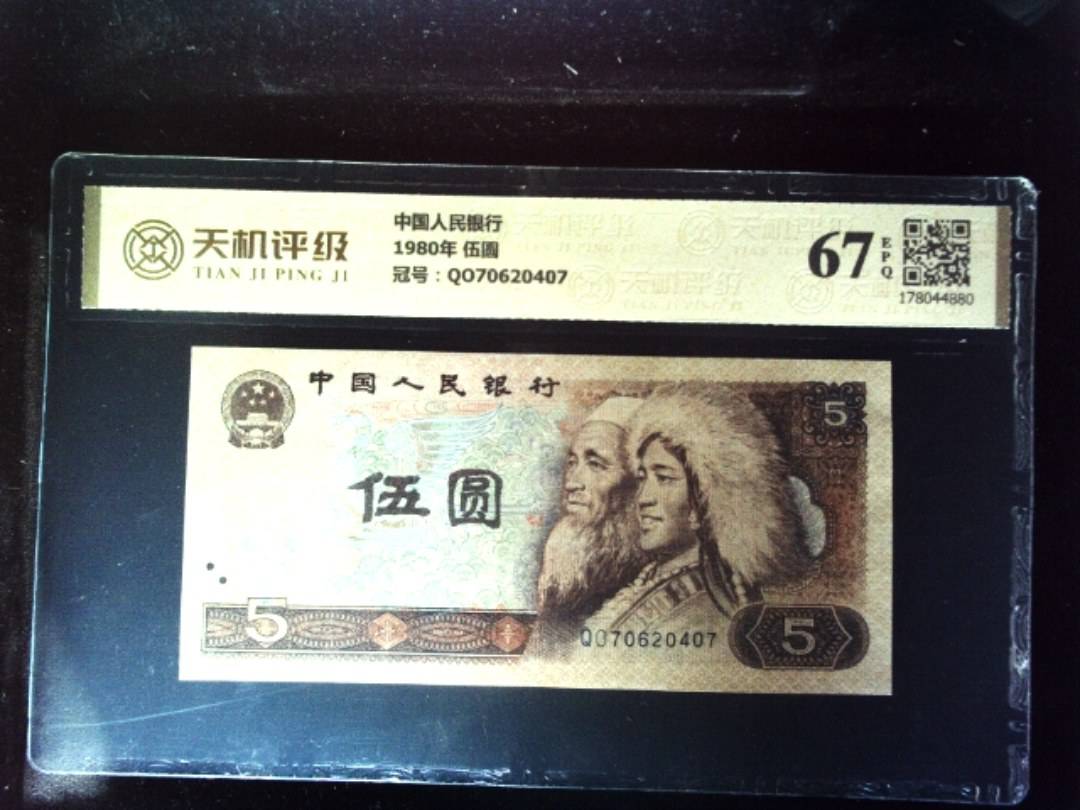 天机评级
TIAN JI PING JI
中国人民银行
1980年 伍圆
冠号：QO70620407
67
EPQ
178044880
中国人民银行
5
伍圆
5
QO70620407
5